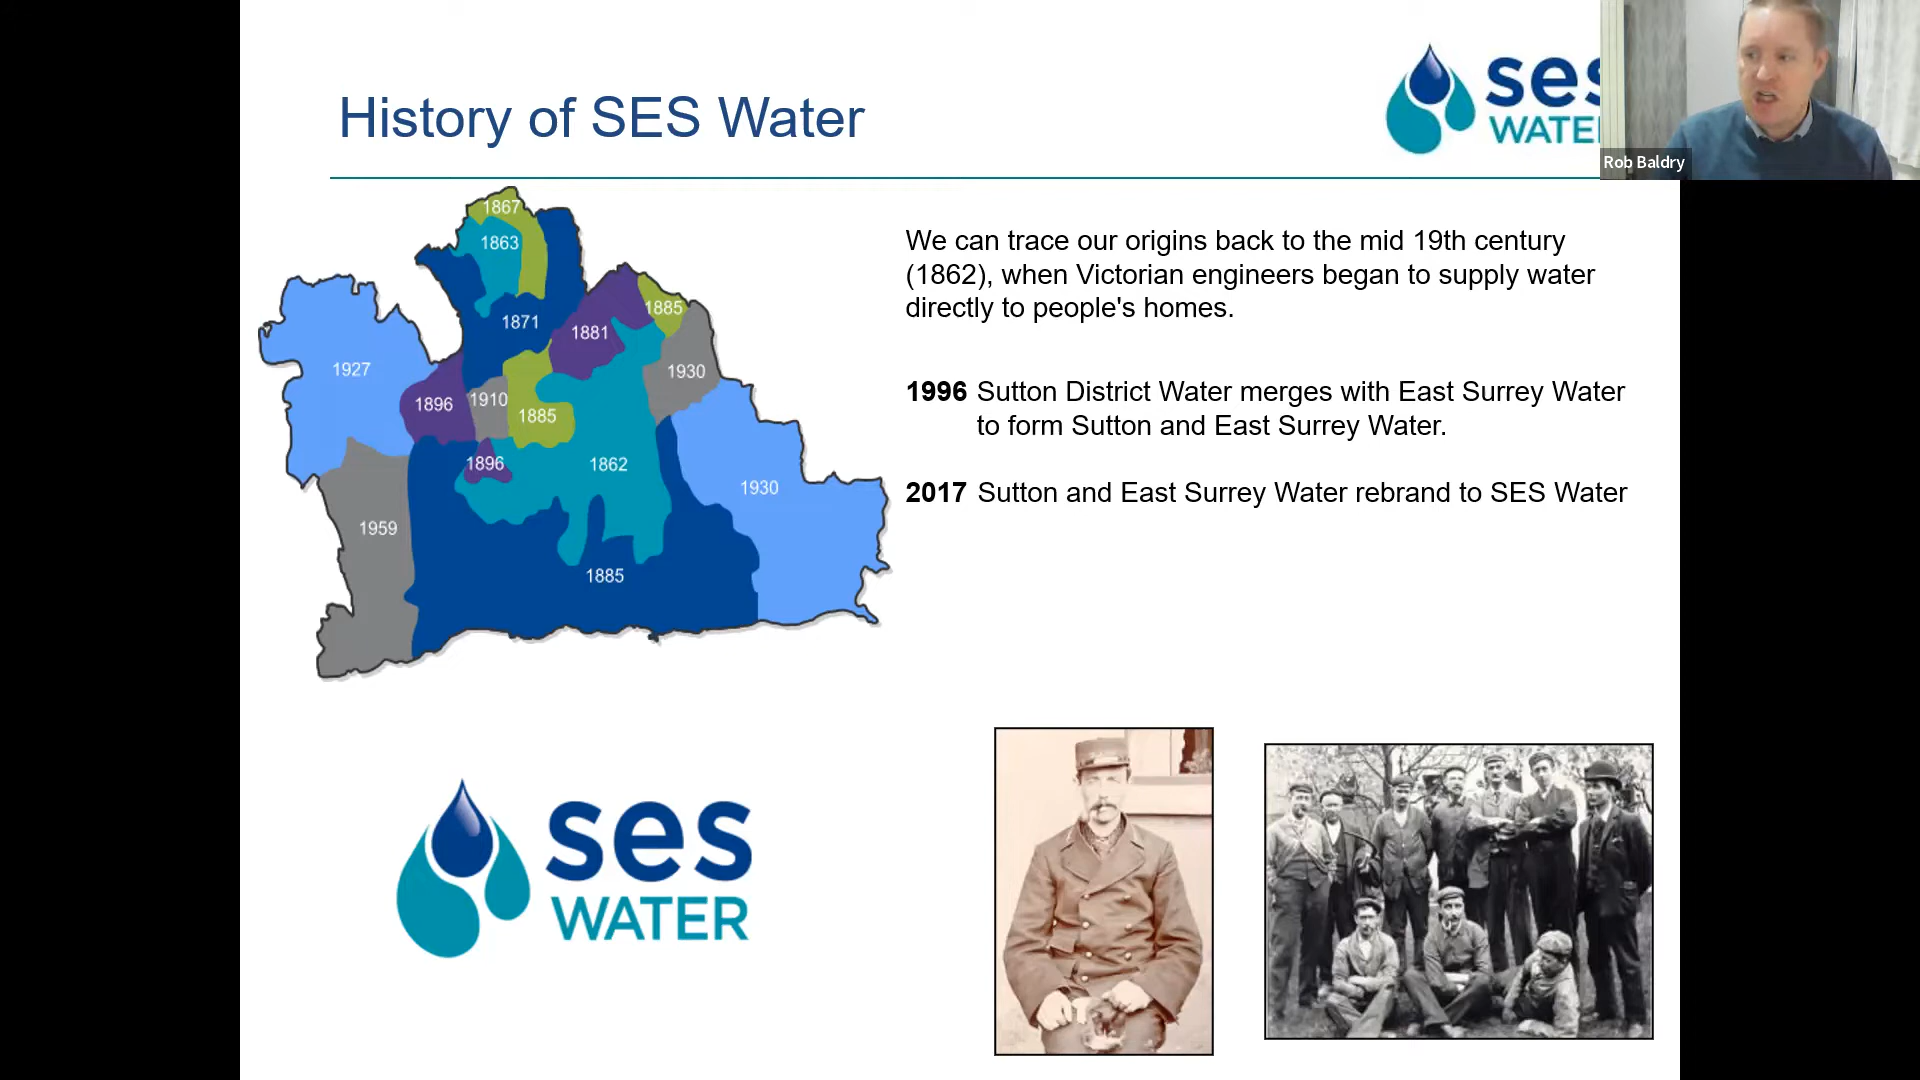 History of SES Water
ses
WATER
Rob Baldry
We can trace our origins back to the mid 19th century
(1862), when Victorian engineers began to supply water
directly to people's homes.
1996 Sutton District Water merges with East Surrey Water
to form Sutton and East Surrey Water.
2017 Sutton and East Surrey Water rebrand to SES Water
1867
1863
1871
1881
1885
1927
1930
1896
1910
1885
1896
1862
1930
1959
1885
ses
WATER